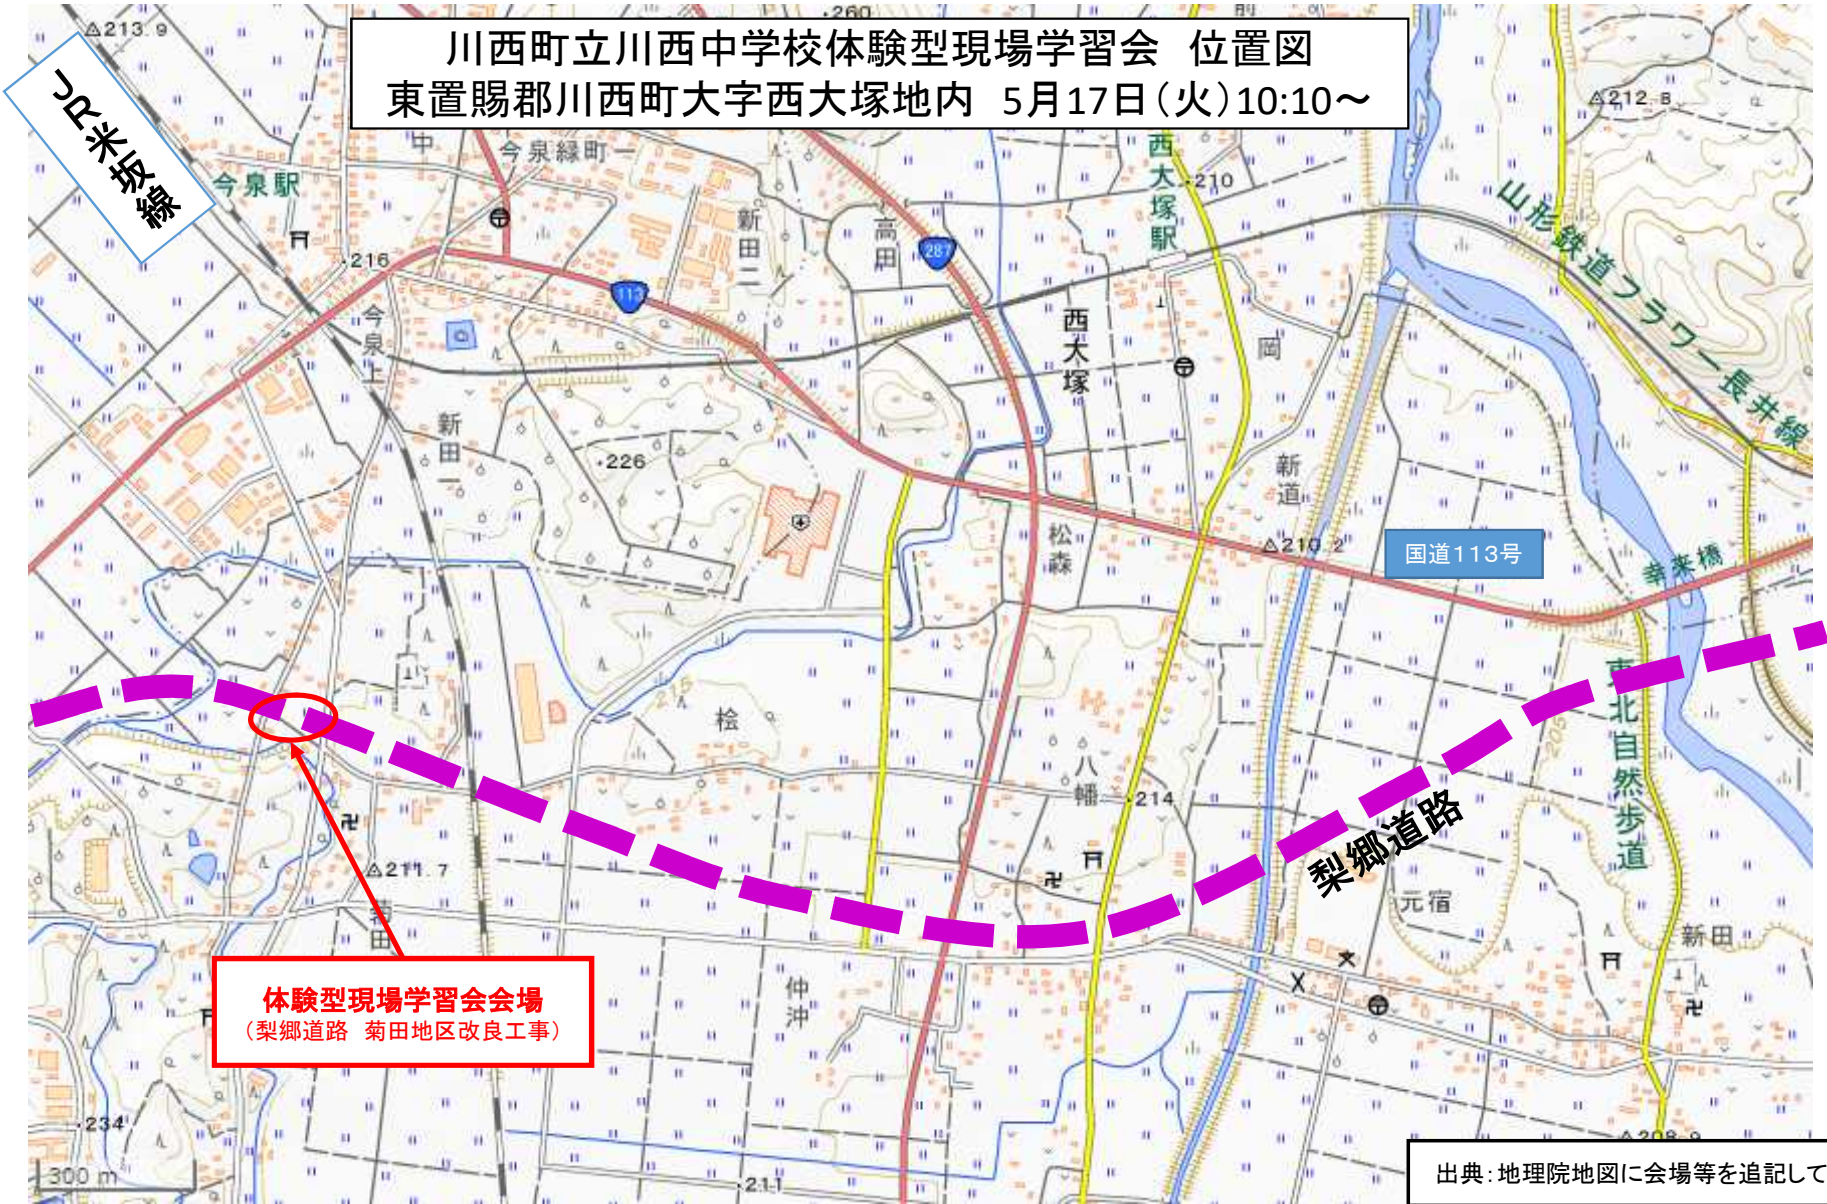 川西町立川西中学校体験型現場学習会 位置図
東置賜郡川西町大字西大塚地内 5月17日(火)10:10～
JR米坂線
213.9
260
212.8
中
今泉緑町一
今泉駅
新田二
高田
287
西大塚駅
210
山形鉄道フラワー長井線
216
113
今泉上
西大塚
岡
新田一
226
新道
松森
210.2
国道113号
幸来橋
東北自然歩道
215
桧
205
八幡
214
梨郷道路
211.7
元宿
新田
体験型現場学習会会場
(梨郷道路 菊田地区改良工事)
仲沖
234
300 m
211
208.9
出典：地理院地図に会場等を追記して